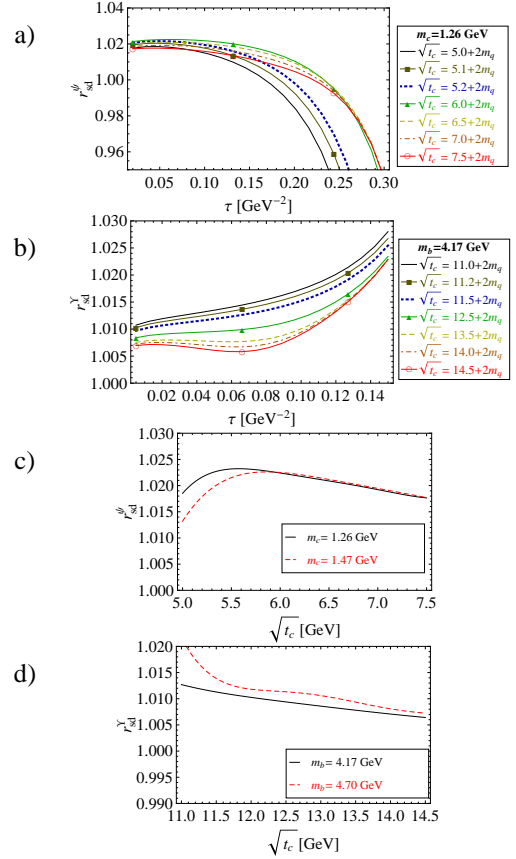 a)
r_sd^ψ
1.02
1.00
0.98
0.96
0.05 0.10 0.15 0.20 0.25 0.30
τ [GeV⁻²]
m_c=1.26 GeV
√t_c = 5.0+2m_q
√t_c = 5.1+2m_q
√t_c = 5.2+2m_q
√t_c = 6.0+2m_q
√t_c = 6.5+2m_q
√t_c = 7.0+2m_q
√t_c = 7.5+2m_q
b)
r_sd^Υ
1.030
1.025
1.020
1.015
1.010
1.005
1.000
0.02 0.04 0.06 0.08 0.10 0.12 0.14
τ [GeV⁻²]
m_b=4.17 GeV
√t_c = 11.0+2m_q
√t_c = 11.2+2m_q
√t_c = 11.5+2m_q
√t_c = 12.5+2m_q
√t_c = 13.5+2m_q
√t_c = 14.0+2m_q
√t_c = 14.5+2m_q
c)
r_sd^ψ
1.030
1.025
1.020
1.015
1.010
1.005
1.000
5.0 5.5 6.0 6.5 7.0 7.5
√t_c [GeV]
m_c= 1.26 GeV
m_c= 1.47 GeV
d)
r_sd^Υ
1.020
1.015
1.010
1.005
1.000
0.995
0.990
11.0 11.5 12.0 12.5 13.0 13.5 14.0 14.5
√t_c [GeV]
m_b= 4.17 GeV
m_b= 4.70 GeV